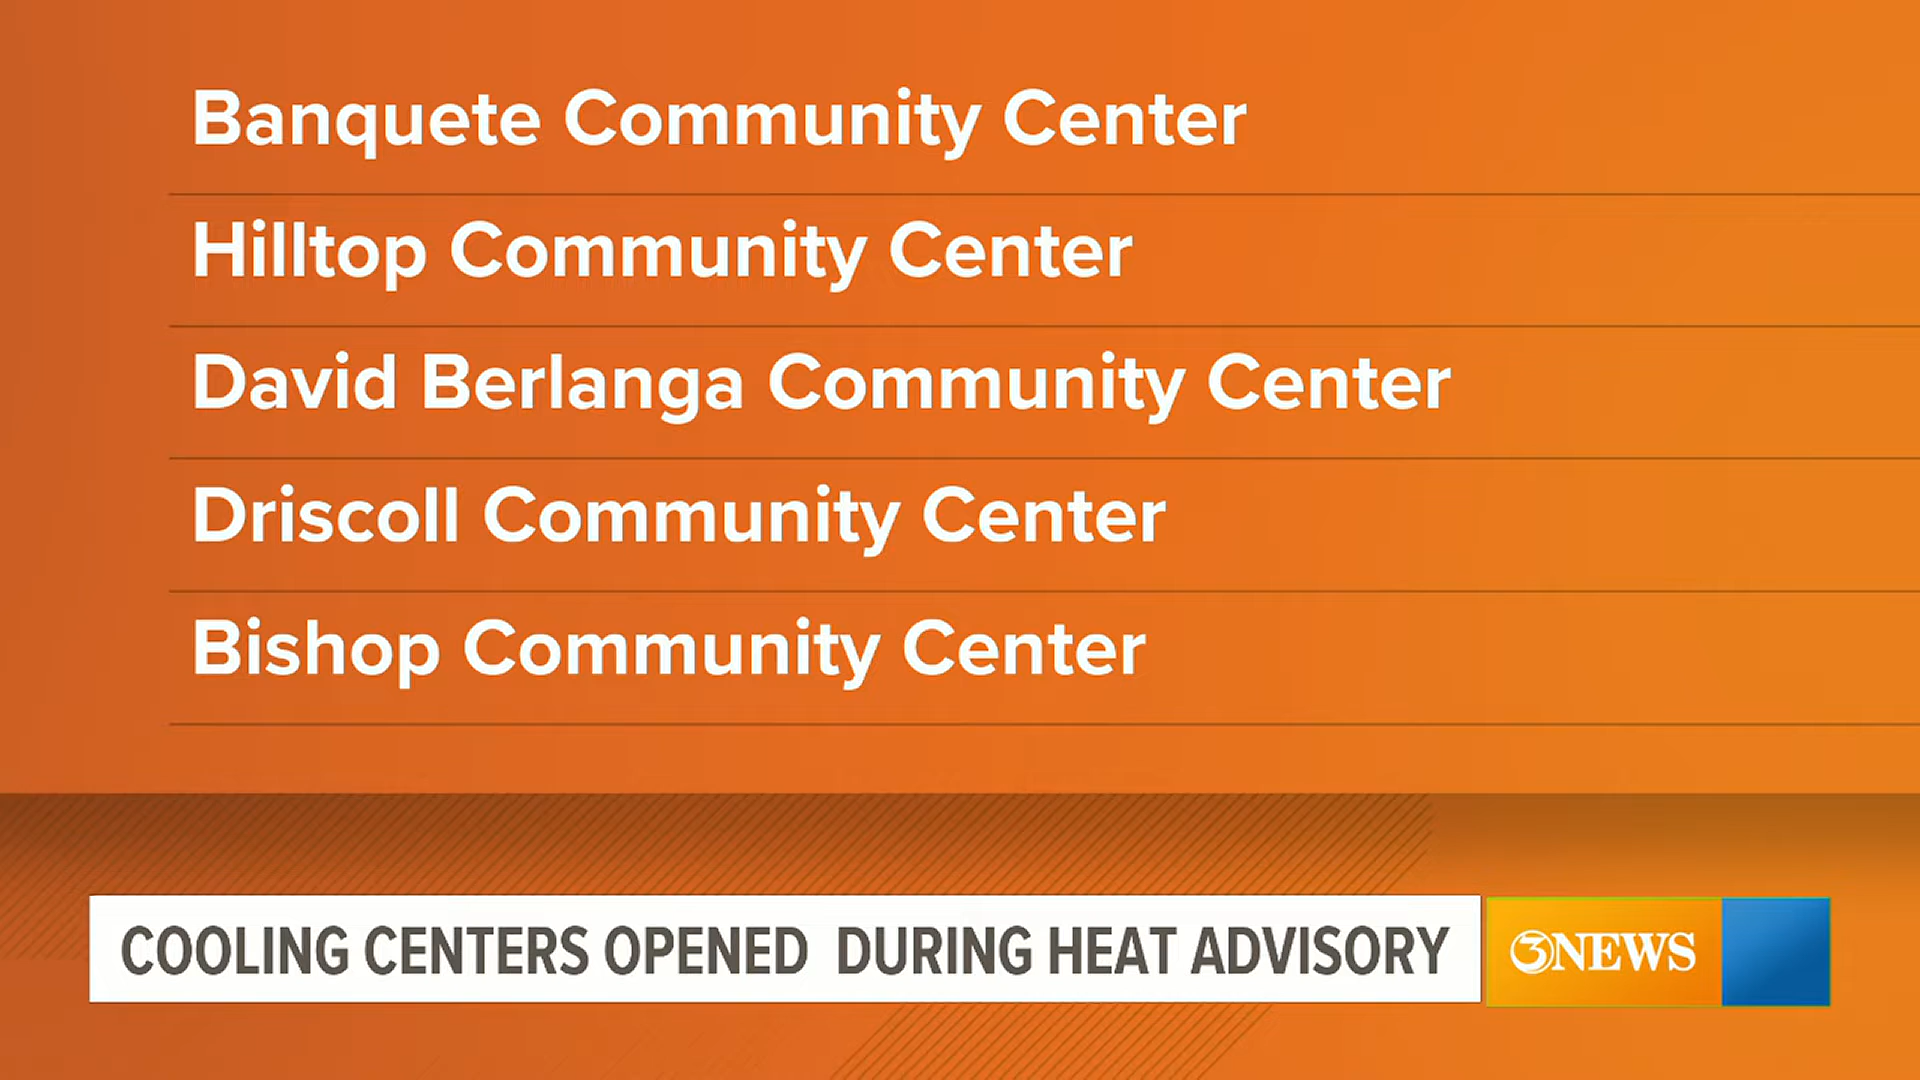 Banquete Community Center
Hilltop Community Center
David Berlanga Community Center
Driscoll Community Center
Bishop Community Center
COOLING CENTERS OPENED  DURING HEAT ADVISORY
3NEWS